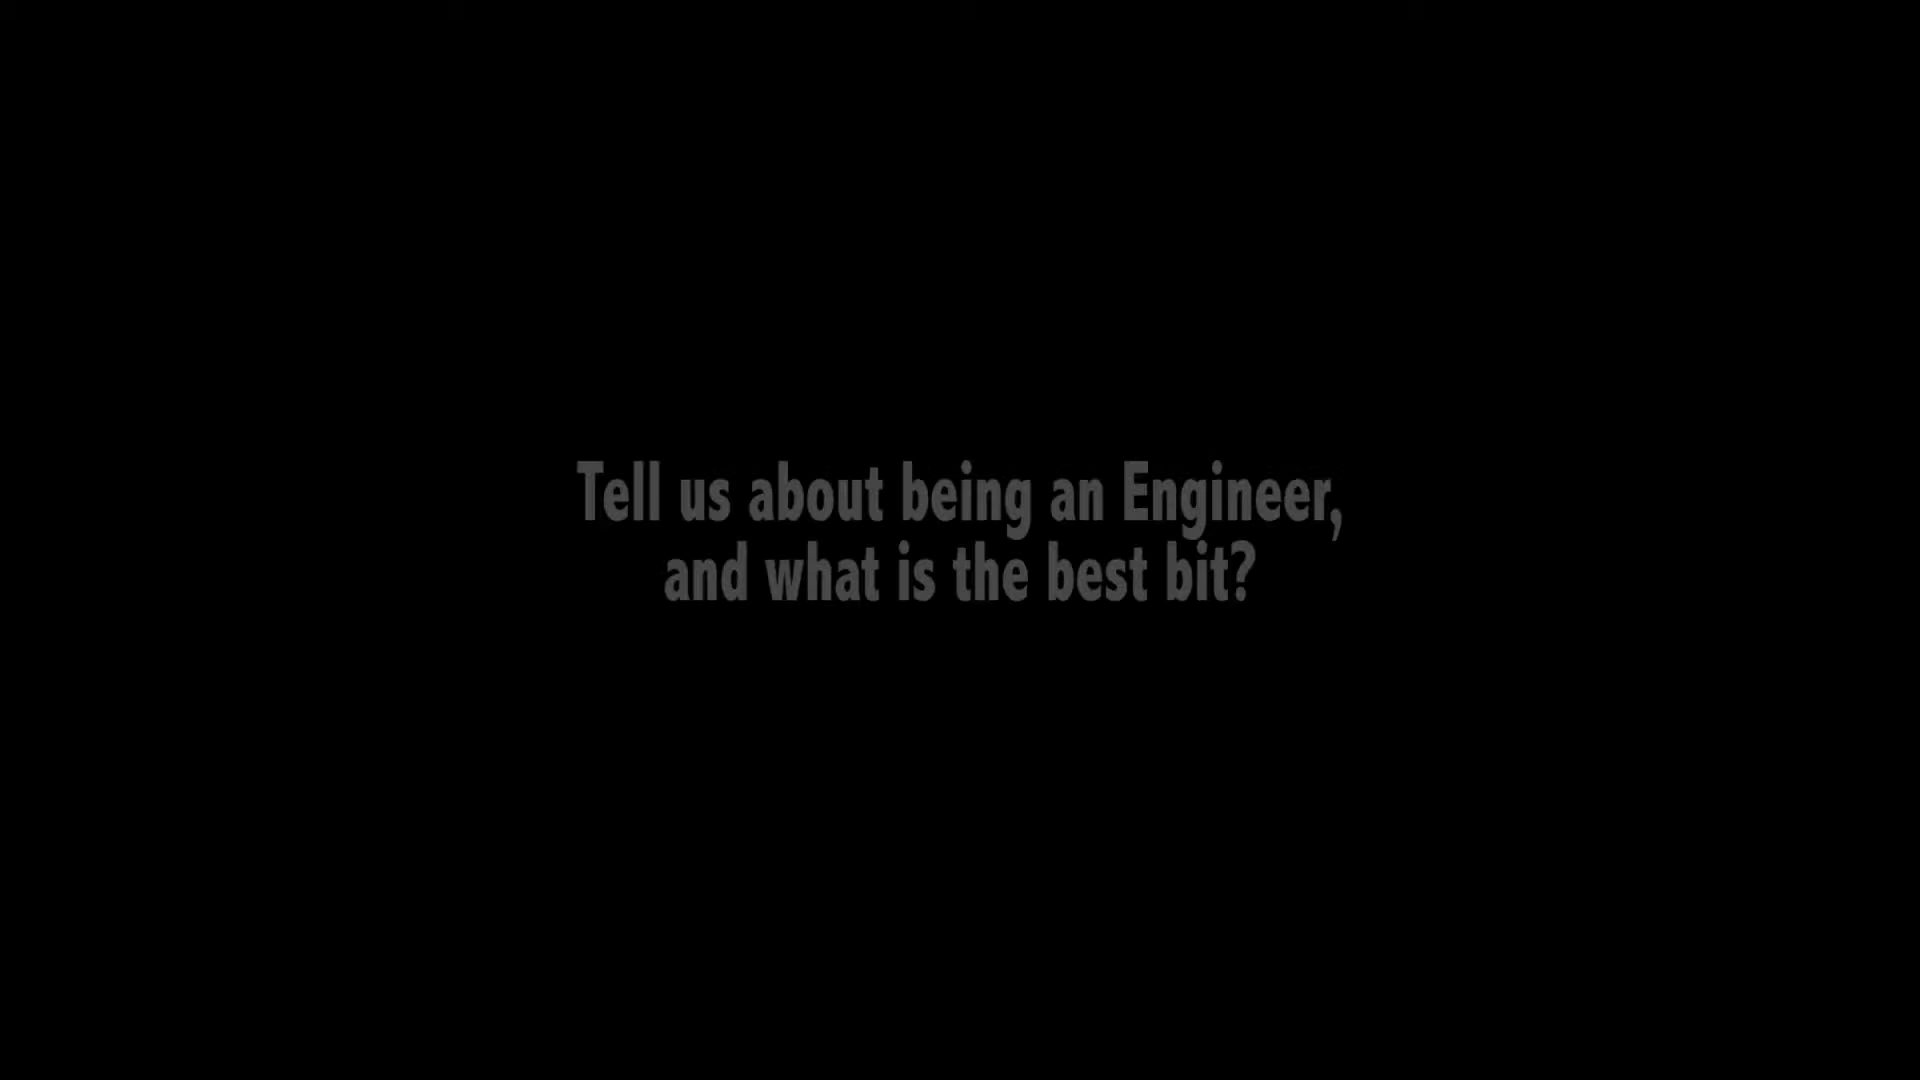 Tell us about being an Engineer,
and what is the best bit?